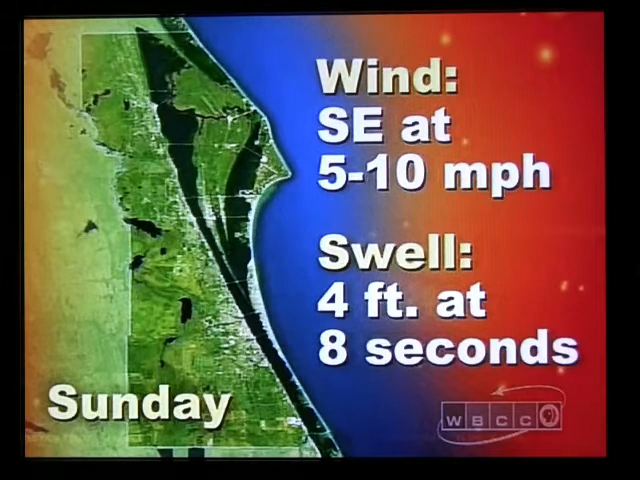 Wind:
SE at
5-10 mph
Swell:
4 ft. at
8 seconds
Sunday
WBCC